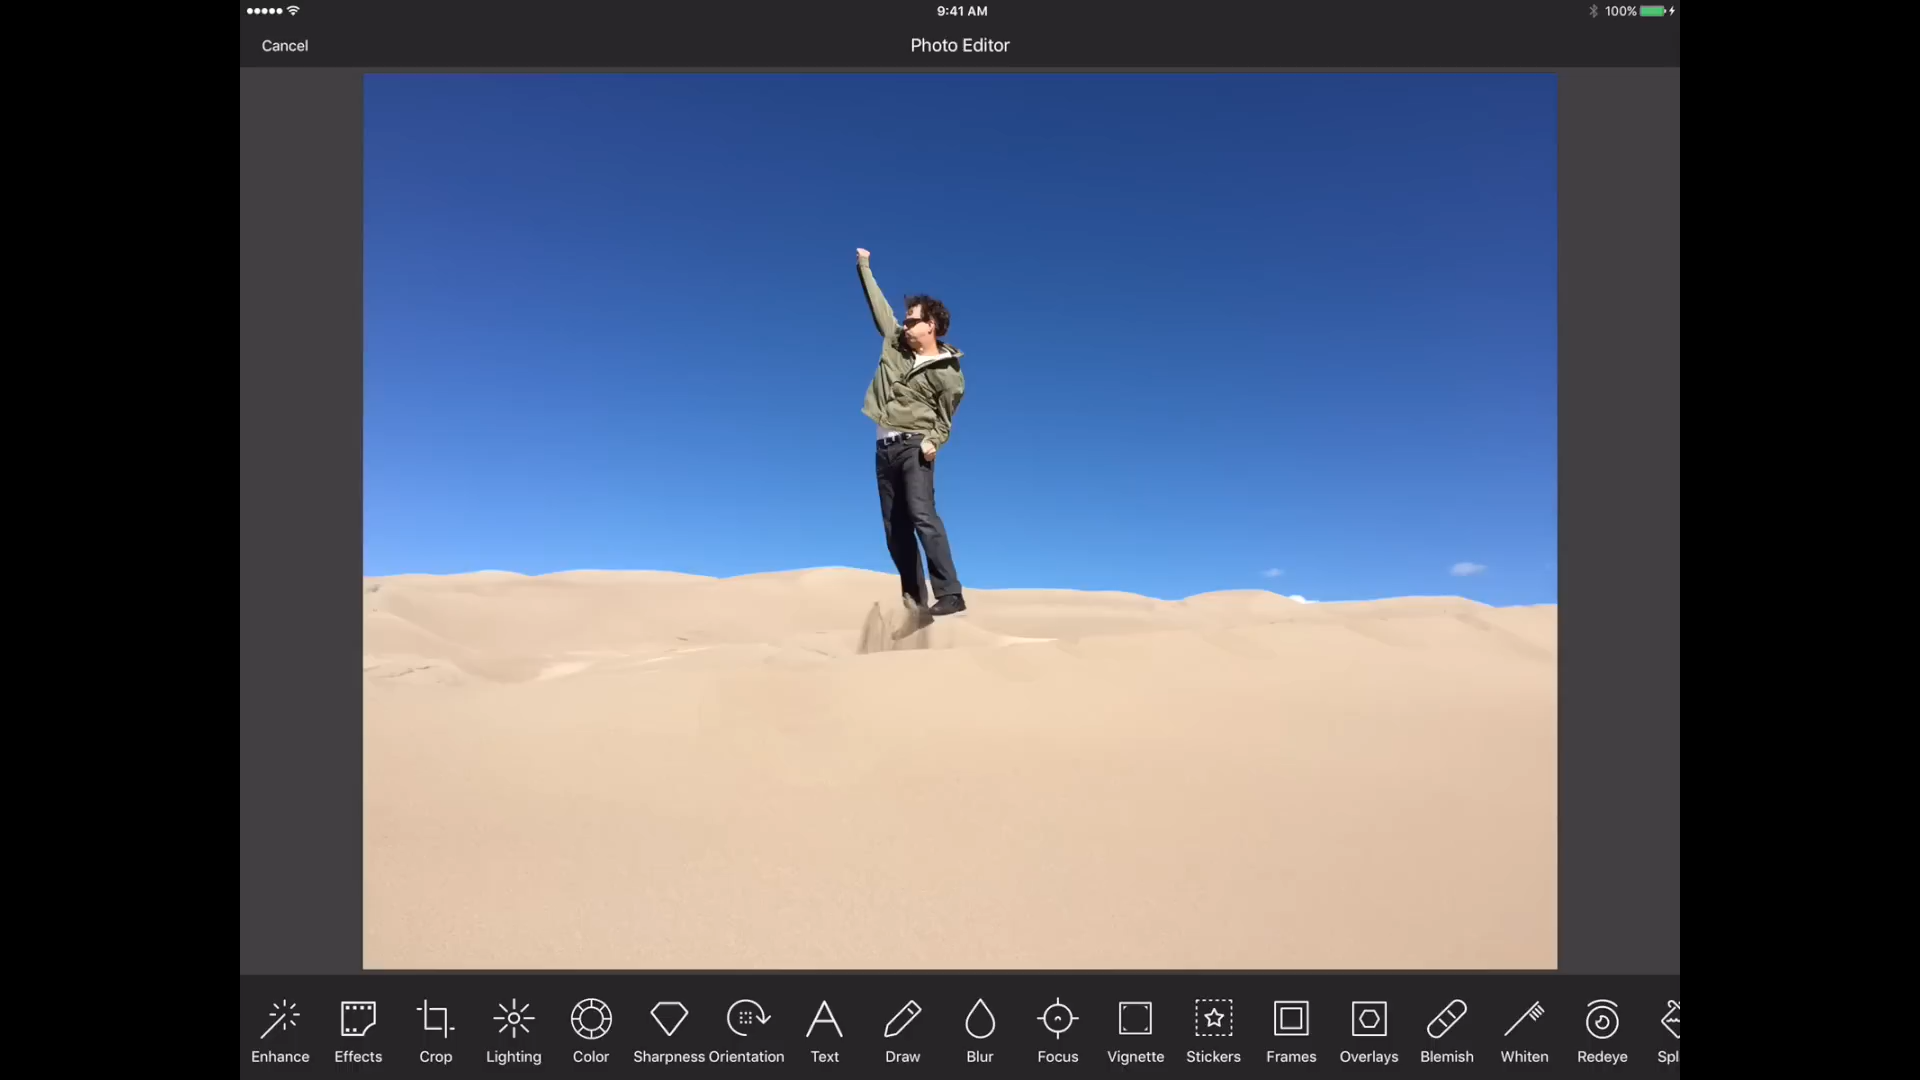 9:41 AM
100%
Cancel
Photo Editor
Enhance
Effects
Crop
Lighting
Color
Sharpness
Orientation
Text
Draw
Blur
Focus
Vignette
Stickers
Frames
Overlays
Blemish
Whiten
Redeye
Spl